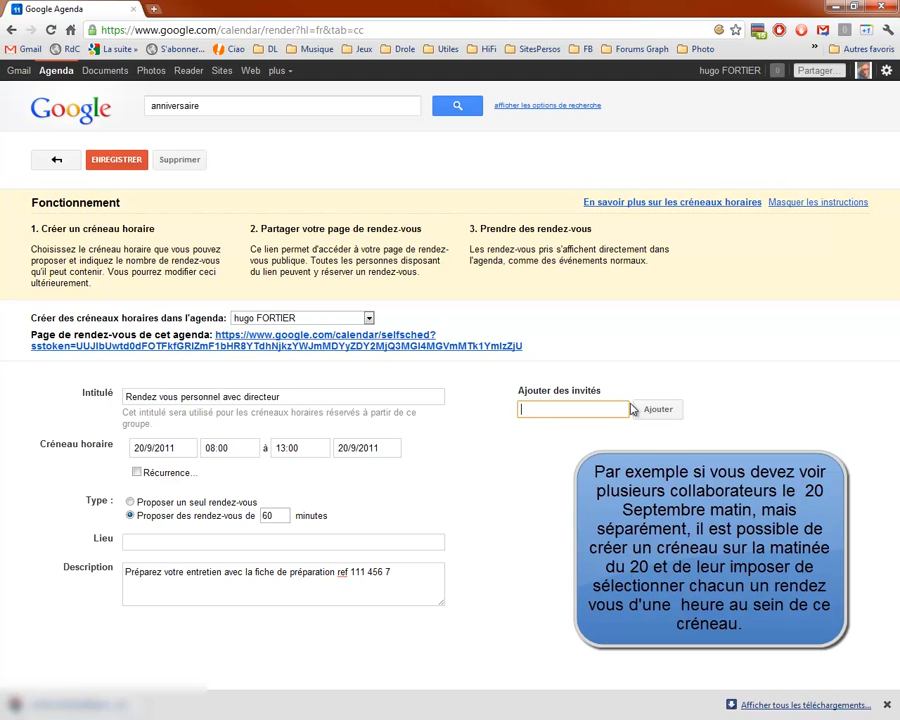 Google Agenda
https://www.google.com/calendar/render?hl=fr&tab=cc
Gmail RdC La suite » S'abonner... Ciao Musique Jeux Drole Utiles HiFi SitesPersos FB Forums Graph Photo » Autres favoris
Gmail Agenda Documents Photos Reader Sites Web plus hugo FORTIER 0 Partager...
Google anniversaire afficher les options de recherche
ENREGISTRER Supprimer
Fonctionnement En savoir plus sur les créneaux horaires Masquer les instructions
1. Créer un créneau horaire
Choisissez le créneau horaire que vous pouvez
proposer et indiquez le nombre de rendez-vous
qu'il peut contenir. Vous pourrez modifier ceci
ultérieurement.
2. Partager votre page de rendez-vous
Ce lien permet d'accéder à votre page de rendez-
vous publique. Toutes les personnes disposant
du lien peuvent y réserver un rendez-vous.
3. Prendre des rendez-vous
Les rendez-vous pris s'affichent directement dans
l'agenda, comme des événements normaux.
Créer des créneaux horaires dans l'agenda: hugo FORTIER
Page de rendez-vous de cet agenda: https://www.google.com/calendar/selfsched?
Intitulé Rendez vous personnel avec directeur
Cet intitulé sera utilisé pour les créneaux horaires réservés à partir de ce
groupe.
Créneau horaire 20/9/2011 08:00 à 13:00 20/9/2011
Récurrence...
Type : Proposer un seul rendez-vous
Proposer des rendez-vous de 60 minutes
Lieu
Description Préparez votre entretien avec la fiche de préparation ref 111 456 7
Ajouter des invités
Ajouter
Par exemple si vous devez voir
plusieurs collaborateurs le 20
Septembre matin, mais
séparément, il est possible de
créer un créneau sur la matinée
du 20 et de leur imposer de
sélectionner chacun un rendez
vous d'une heure au sein de ce
créneau.
Afficher tous les téléchargements...